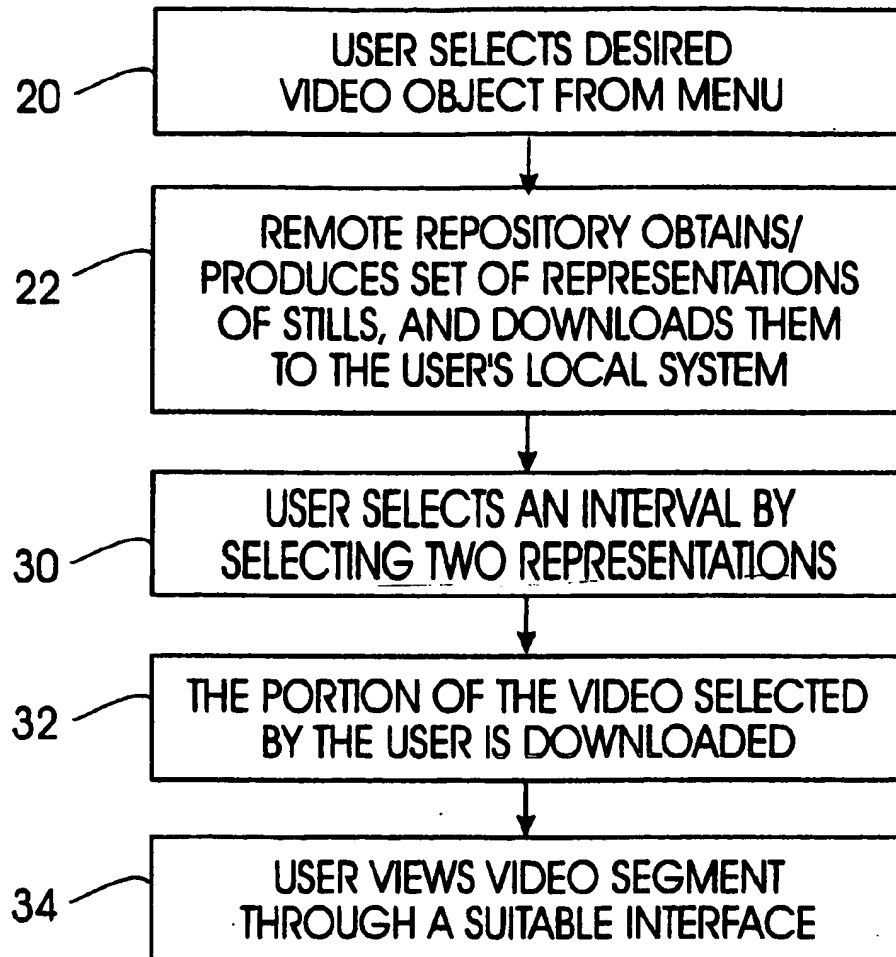 USER SELECTS DESIRED
VIDEO OBJECT FROM MENU
20
REMOTE REPOSITORY OBTAINS/
PRODUCES SET OF REPRESENTATIONS
OF STILLS, AND DOWNLOADS THEM
TO THE USER'S LOCAL SYSTEM
22
USER SELECTS AN INTERVAL BY
SELECTING TWO REPRESENTATIONS
30
THE PORTION OF THE VIDEO SELECTED
BY THE USER IS DOWNLOADED
32
USER VIEWS VIDEO SEGMENT
THROUGH A SUITABLE INTERFACE
34